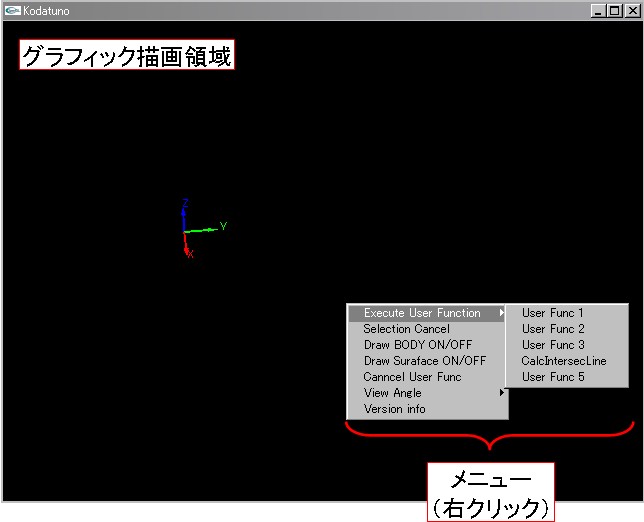 Kodatuno
グラフィック描画領域
Z
Y
X
Execute User Function
Selection Cancel
Draw BODY ON/OFF
Draw Suraface ON/OFF
Canncel User Func
View Angle
Version info
User Func 1
User Func 2
User Func 3
CalcIntersecLine
User Func 5
メニュー
(右クリック)